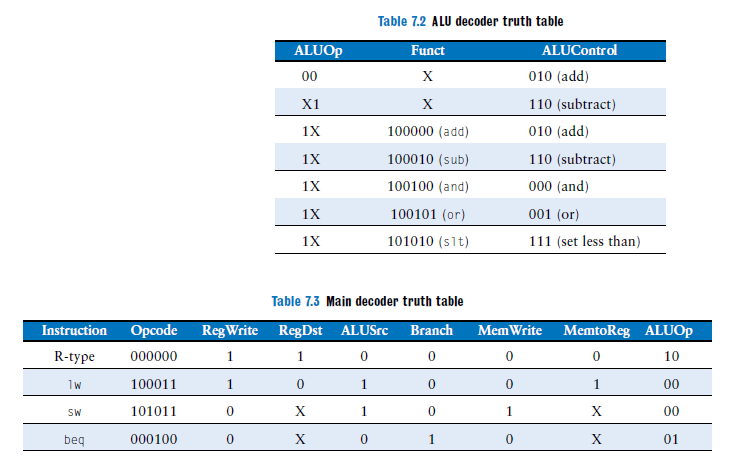 Table 7.2 ALU decoder truth table
ALUOp Funct ALUControl
00 X 010 (add)
X1 X 110 (subtract)
1X 100000 (add) 010 (add)
1X 100010 (sub) 110 (subtract)
1X 100100 (and) 000 (and)
1X 100101 (or) 001 (or)
1X 101010 (slt) 111 (set less than)
Table 7.3 Main decoder truth table
Instruction Opcode RegWrite RegDst ALUSrc Branch MemWrite MemtoReg ALUOp
R-type 000000 1 1 0 0 0 0 10
lw 100011 1 0 1 0 0 1 00
sw 101011 0 X 1 0 1 X 00
beq 000100 0 X 0 1 0 X 01